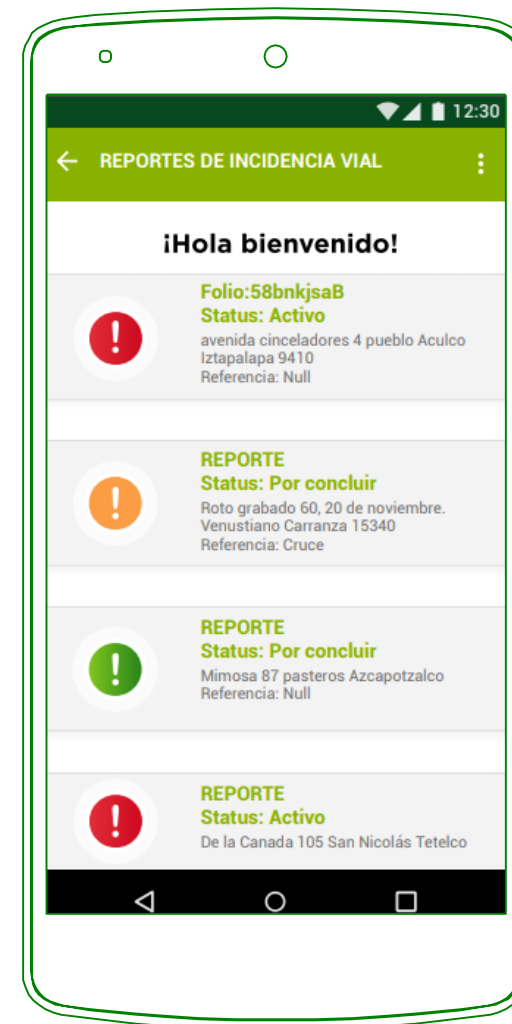 12:30
REPORTES DE INCIDENCIA VIAL
¡Hola bienvenido!
Folio:58bnkjsaB
Status: Activo
avenida cinceladores 4 pueblo Aculco
Iztapalapa 9410
Referencia: Null
REPORTE
Status: Por concluir
Roto grabado 60, 20 de noviembre.
Venustiano Carranza 15340
Referencia: Cruce
REPORTE
Status: Por concluir
Mimosa 87 pasteros Azcapotzalco
Referencia: Null
REPORTE
Status: Activo
De la Canada 105 San Nicolás Tetelco